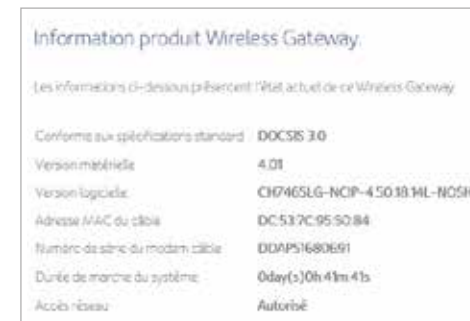 Information produit Wireless Gateway.
Les informations ci-dessous présentent l'état actuel de ce Wireless Gateway
Conforme aux spécifications standard DOCSIS 3.0
Version matérielle 4.01
Version logicielle CH7465LG-NCIP-4.50.18.14L-NOSH
Adresse MAC du câble DC:53:7C:95:50:84
Numéro de série du modem câble DDAP51680691
Durée de marche du système 0day(s)0h:41m:41s
Accès réseau Autorisé